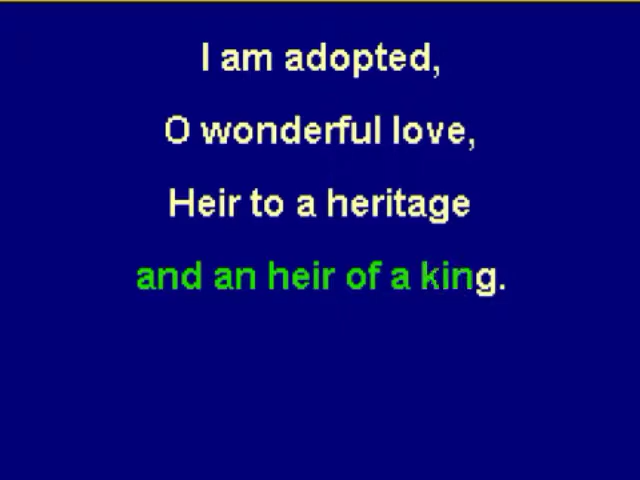 I am adopted,
O wonderful love,
Heir to a heritage
and an heir of a king.